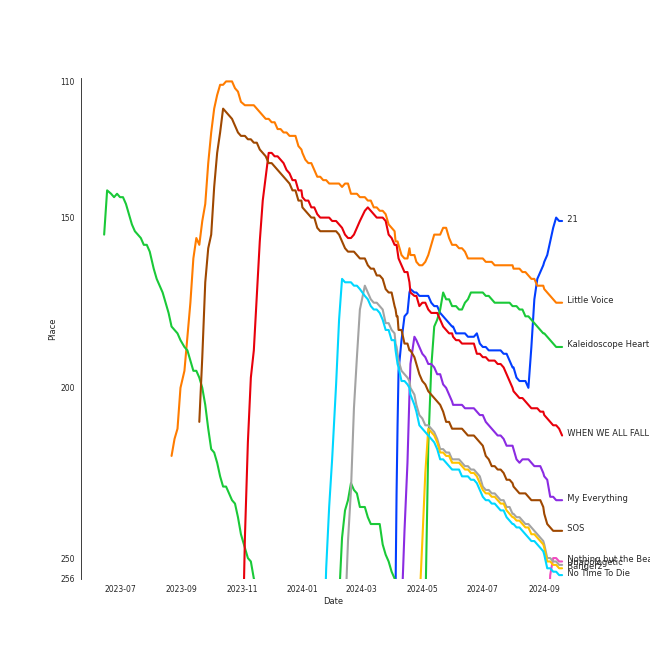 110
150
200
250
256
Place
2023-07
2023-09
2023-11
2024-01
2024-03
2024-05
2024-07
2024-09
Date
21
Little Voice
Kaleidoscope Heart
WHEN WE ALL FALL
My Everything
SOS
Nothing but the Bea
No Time To Die